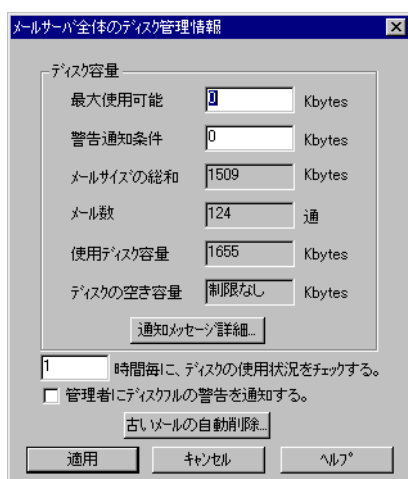 メールサーバ全体のディスク管理情報
ディスク容量
最大使用可能 0 Kbytes
警告通知条件 0 Kbytes
メールサイズの総和 1509 Kbytes
メール数 124 通
使用ディスク容量 1655 Kbytes
ディスクの空き容量 制限なし Kbytes
通知メッセージ詳細...
1 時間毎に、ディスクの使用状況をチェックする。
管理者にディスクフルの警告を通知する。
古いメールの自動削除...
適用 キャンセル ヘルプ